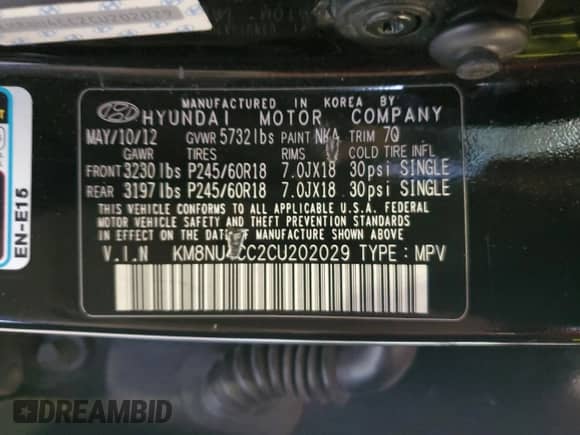 MANUFACTURED IN KOREA BY
HYUNDAI MOTOR COMPANY
MAY/10/12 GVWR 5732lbs PAINT NKA TRIM 7Q
GAWR TIRES RIMS COLD TIRE INFL
FRONT 3230 lbs P245/60R18 7.0JX18 30psi SINGLE
REAR 3197 lbs P245/60R18 7.0JX18 30psi SINGLE
THIS VEHICLE CONFORMS TO ALL APPLICABLE U.S.A. FEDERAL
MOTOR VEHICLE SAFETY AND THEFT PREVENTION STANDARDS
IN EFFECT ON THE DATE OF MANUFACTURE SHOWN ABOVE.
V.I.N TYPE : MPV
EN-E15
DREAMBID